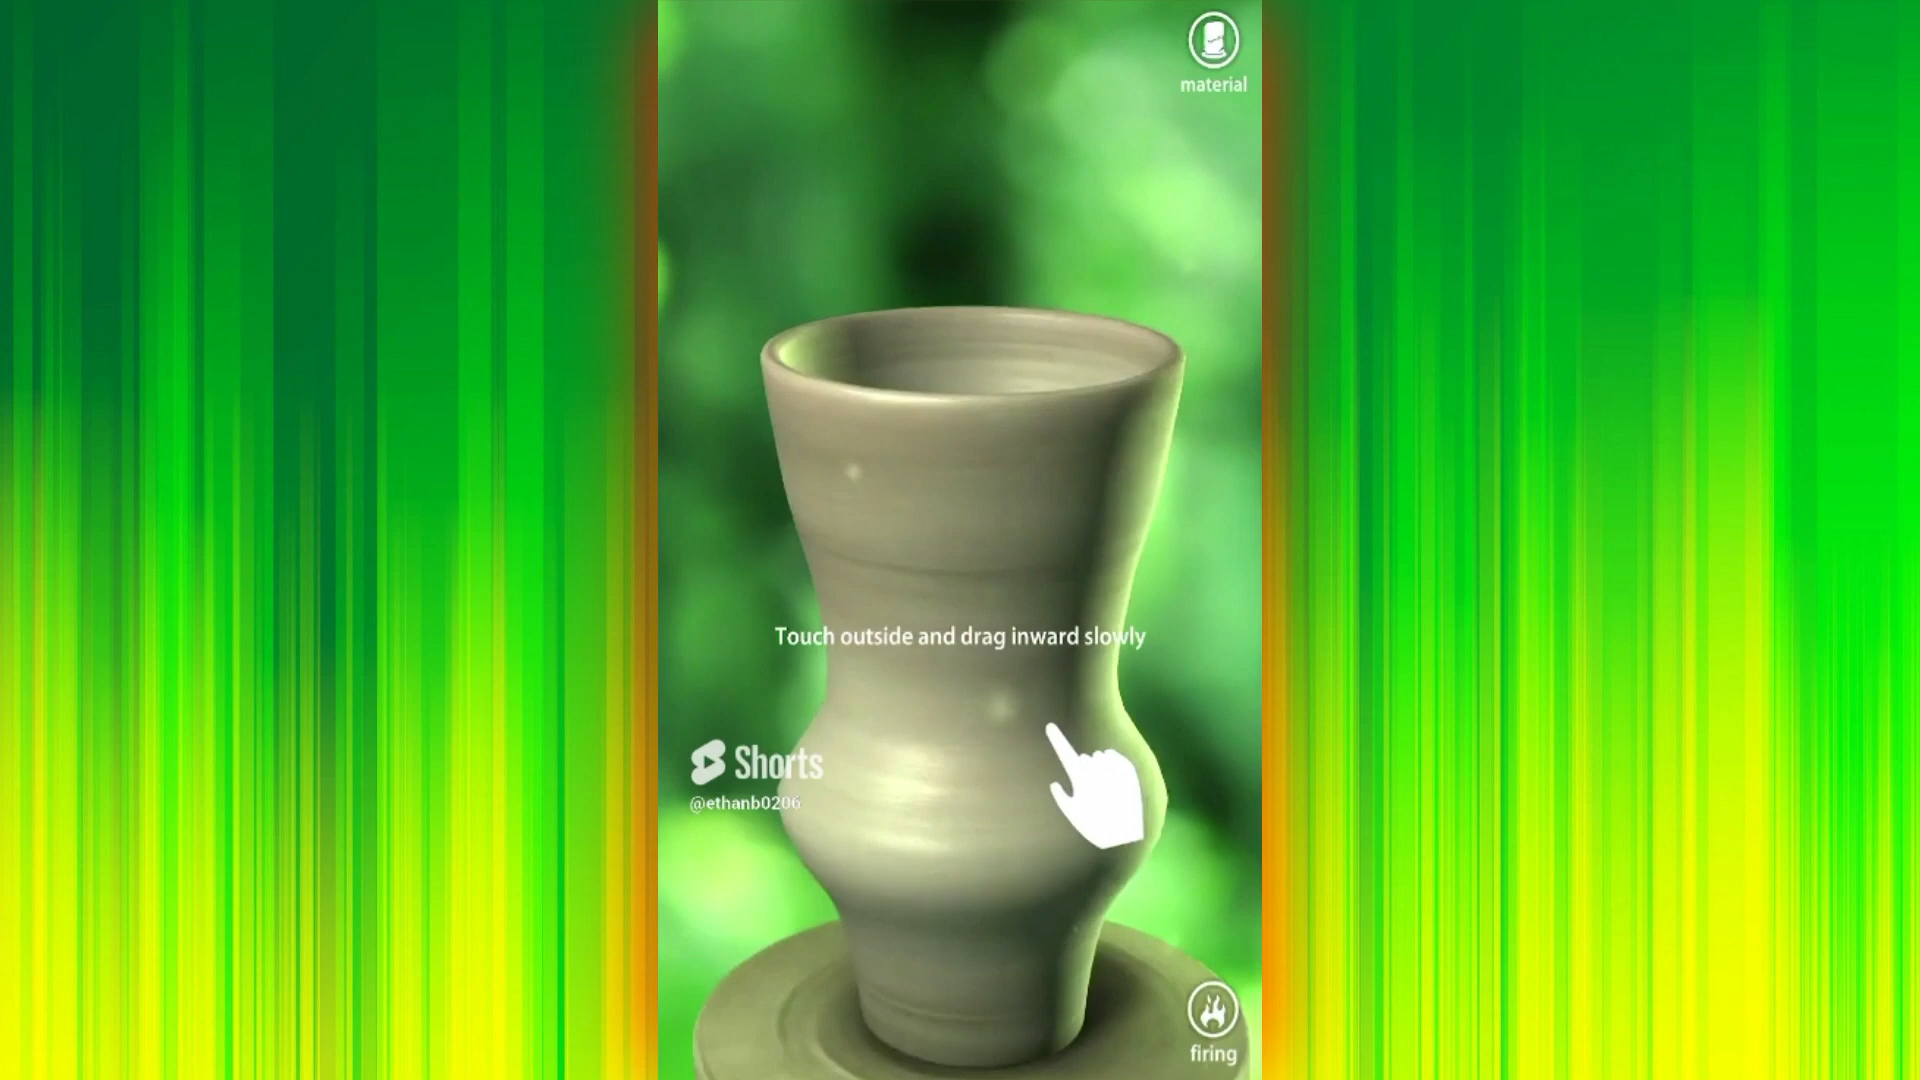 material
Touch outside and drag inward slowly
Shorts
@ethanb0206
firing